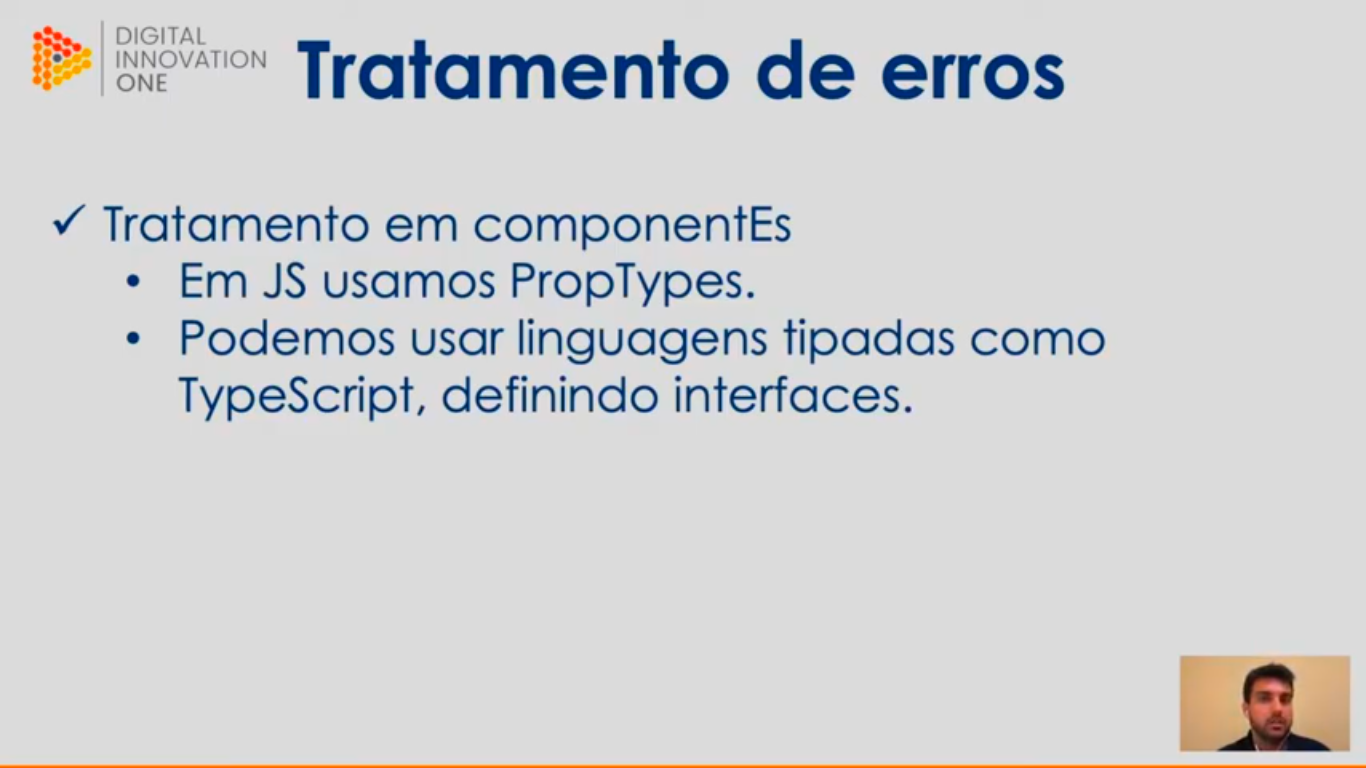 DIGITAL
INNOVATION
ONE
Tratamento de erros
✓ Tratamento em componentEs
• Em JS usamos PropTypes.
• Podemos usar linguagens tipadas como
TypeScript, definindo interfaces.